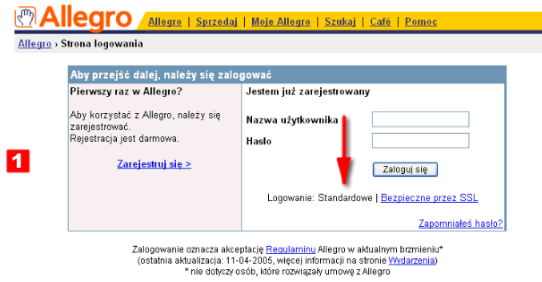 Allegro Allegro | Sprzedaj | Moje Allegro | Szukaj | Café | Pomoc
Allegro › Strona logowania
Aby przejść dalej, należy się zalogować
Pierwszy raz w Allegro?
Aby korzystać z Allegro, należy się
zarejestrować.
Rejestracja jest darmowa.
Zarejestruj się >
Jestem już zarejestrowany
Nazwa użytkownika
Hasło
Zaloguj się
Logowanie: Standardowe | Bezpieczne przez SSL
Zapomniałeś hasło?
1
Zalogowanie oznacza akceptację Regulaminu Allegro w aktualnym brzmieniu*
(ostatnia aktualizacja: 11-04-2005, więcej informacji na stronie Wydarzenia)
* nie dotyczy osób, które rozwiązały umowę z Allegro